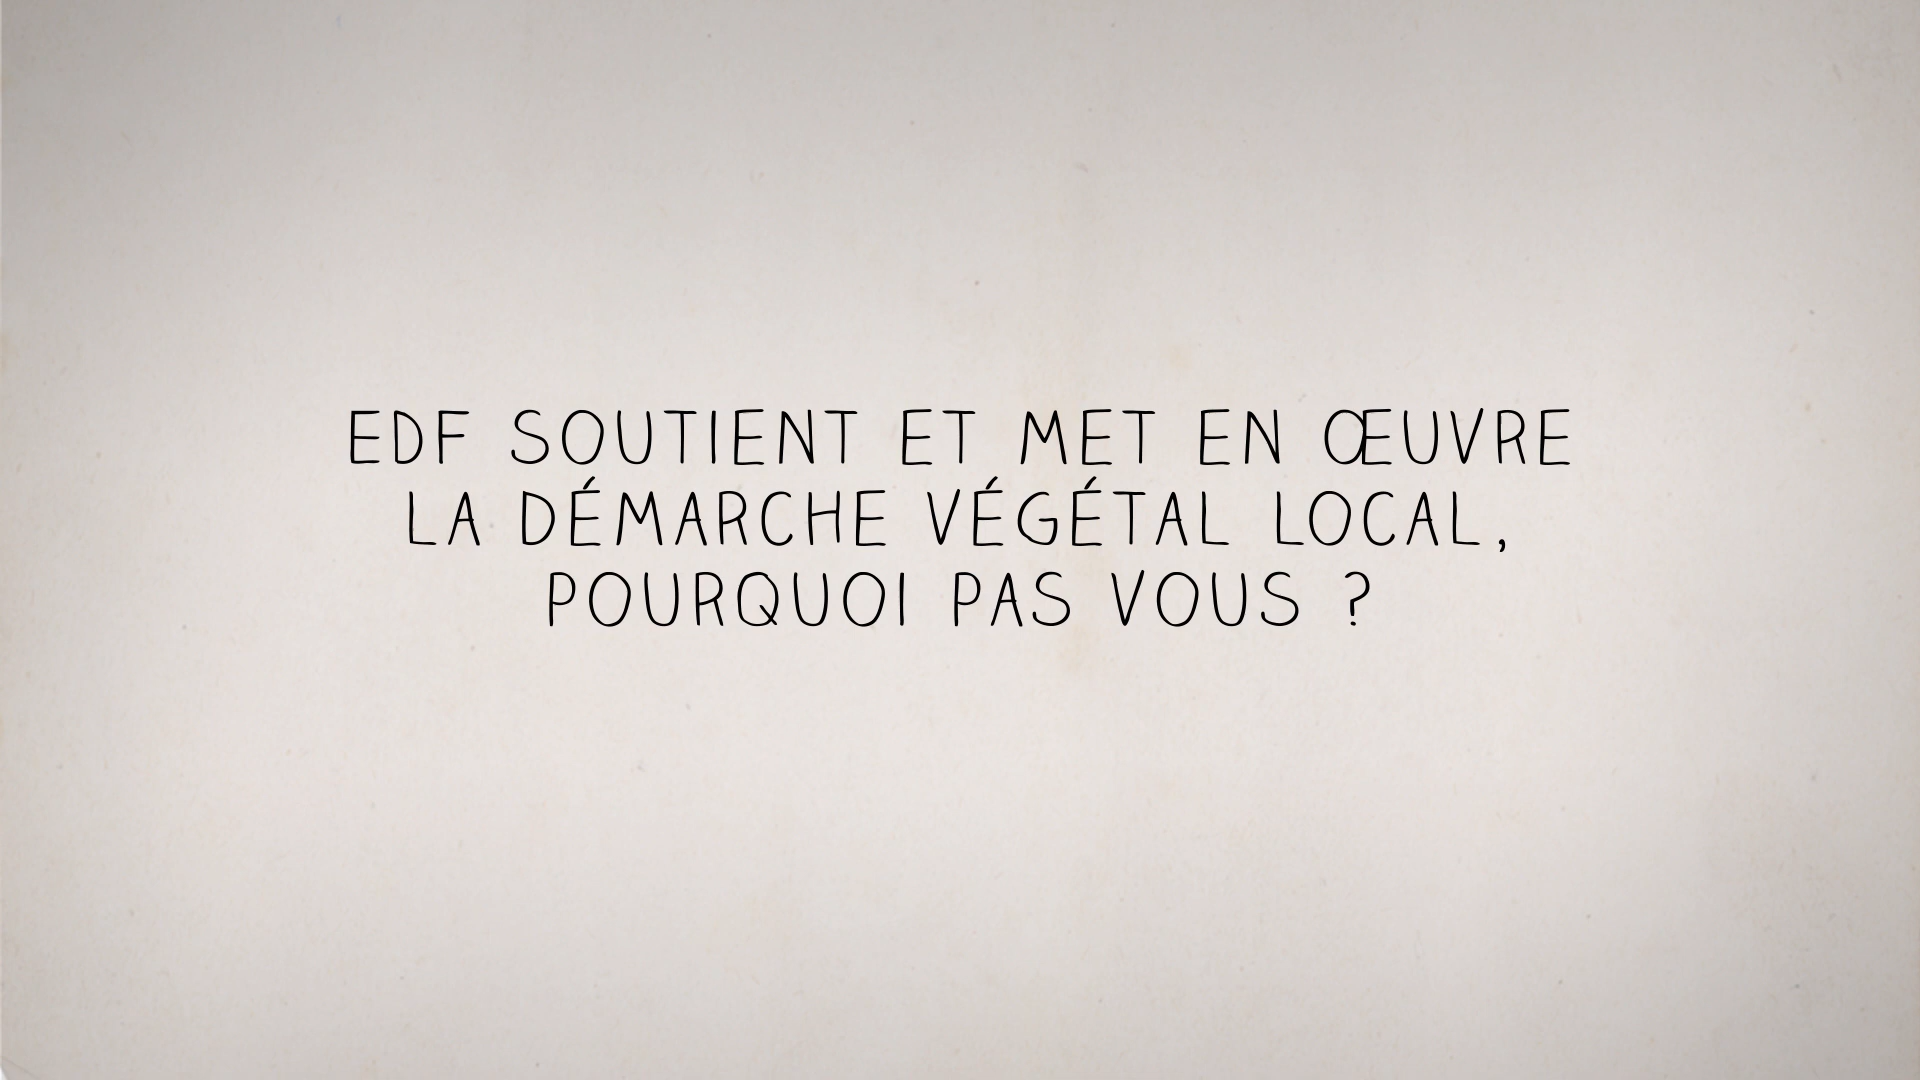 EDF SOUTIENT ET MET EN ŒUVRE
LA DÉMARCHE VÉGÉTAL LOCAL,
POURQUOI PAS VOUS ?